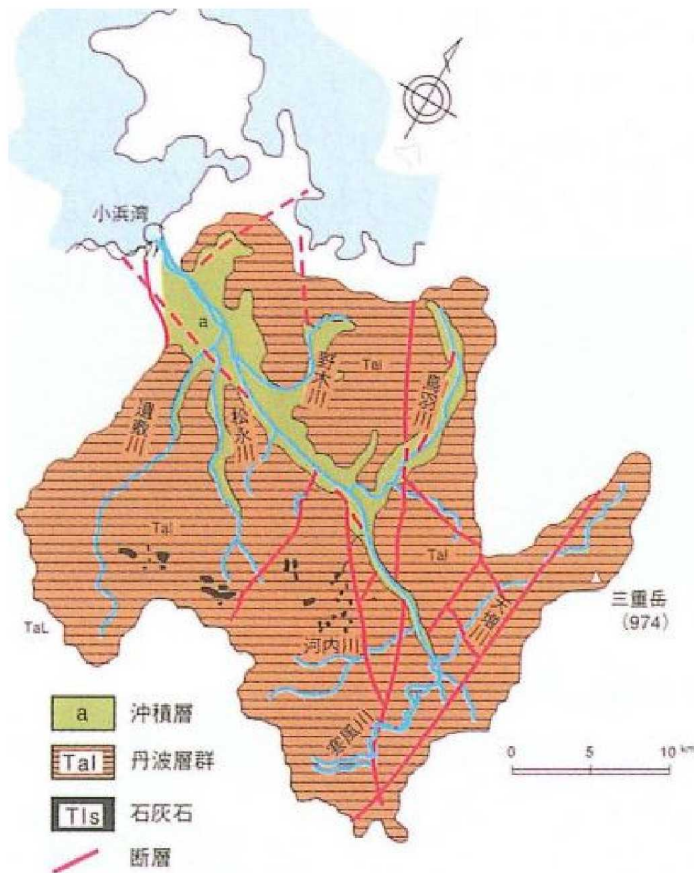 小浜湾
a
野木川
Tal
鳥羽川
遠敷川
松永川
Tal
Tal
天増川
三重岳
(974)
TaL
河内川
寒風川
a 沖積層
Tal 丹波層群
Tls 石灰石
断層
0 5 10 km